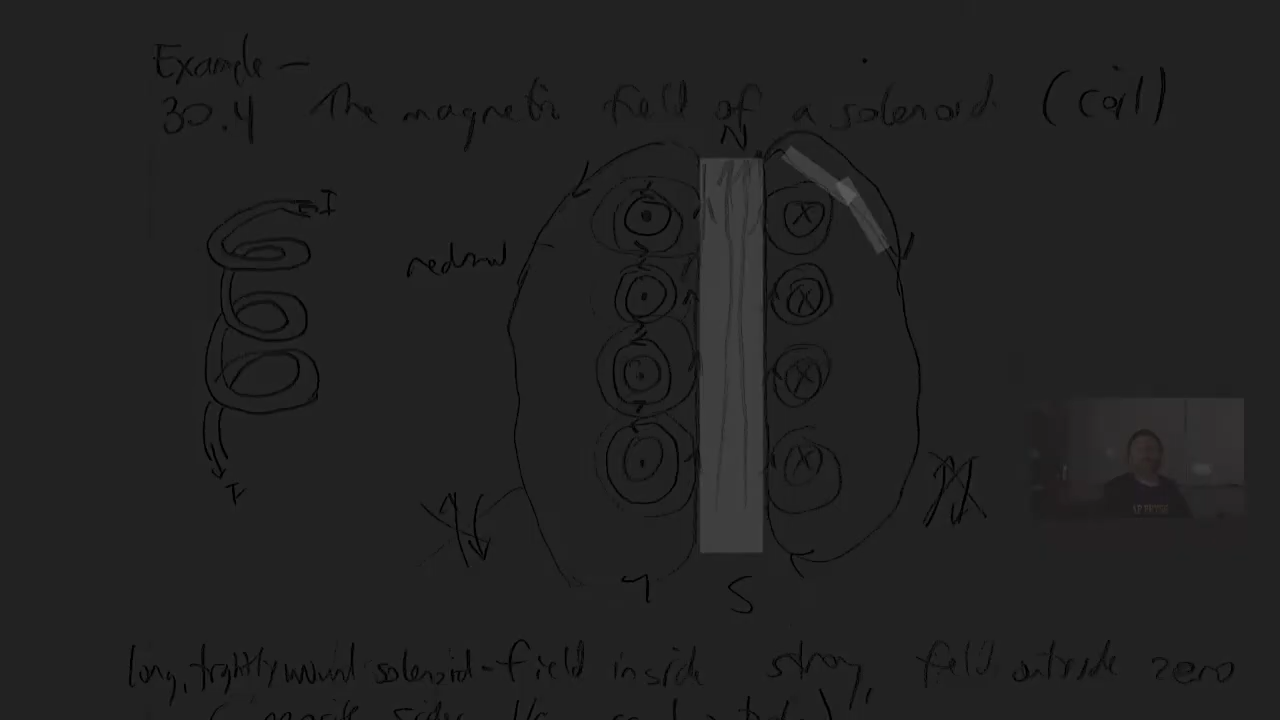 Example -
30.4 The magnetic field of a solenoid (coil)
N
I
I
S
long, tightly wound solenoid - field inside strong, field outside zero